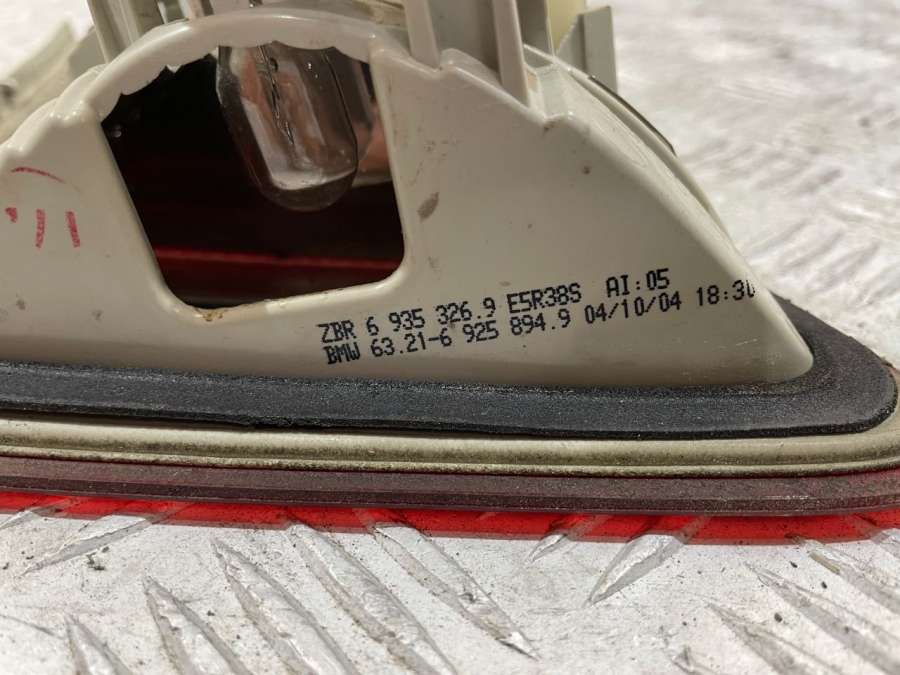 ZBR 6 935 326.9 E5R38S AI:05
BMW 63.21-6 925 894.9 04/10/04 18:30